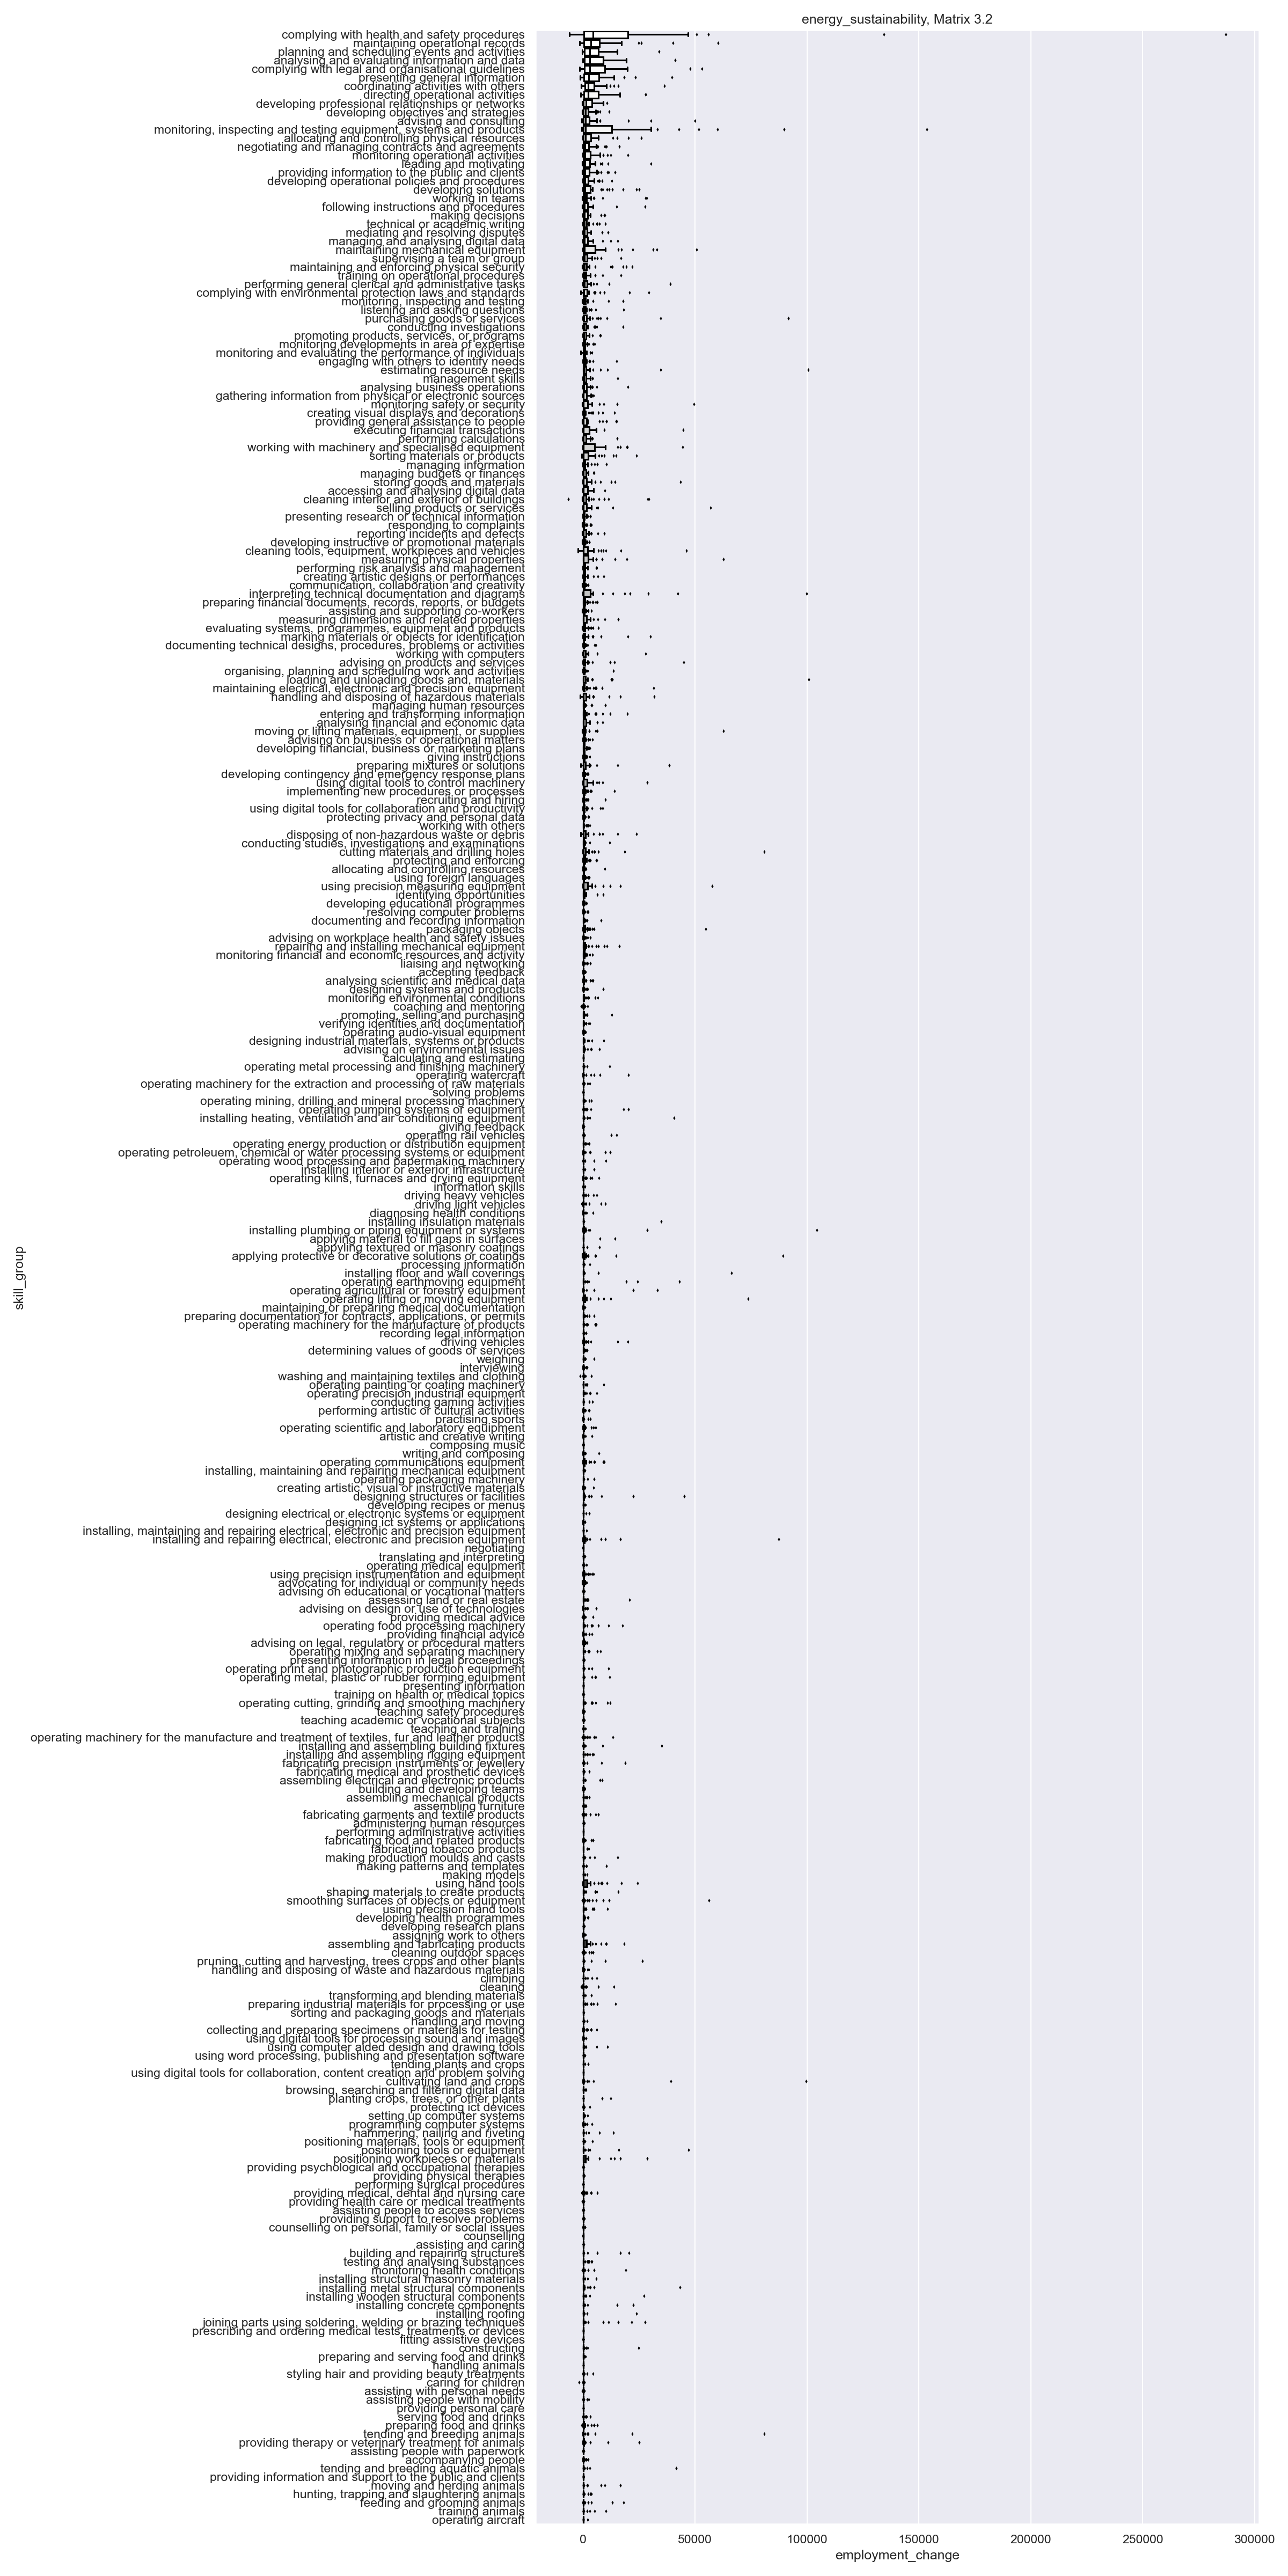 energy_sustainability, Matrix 3.2
complying with health and safety procedures
maintaining operational records
planning and scheduling events and activities
analysing and evaluating information and data
complying with legal and organisational guidelines
presenting general information
coordinating activities with others
directing operational activities
developing professional relationships or networks
developing objectives and strategies
advising and consulting
monitoring, inspecting and testing equipment, systems and products
allocating and controlling physical resources
negotiating and managing contracts and agreements
monitoring operational activities
leading and motivating
providing information to the public and clients
developing operational policies and procedures
developing solutions
working in teams
following instructions and procedures
making decisions
technical or academic writing
mediating and resolving disputes
managing and analysing digital data
maintaining mechanical equipment
supervising a team or group
maintaining and enforcing physical security
training on operational procedures
performing general clerical and administrative tasks
complying with environmental protection laws and standards
monitoring, inspecting and testing
listening and asking questions
purchasing goods or services
conducting investigations
promoting products, services, or programs
monitoring developments in area of expertise
monitoring and evaluating the performance of individuals
engaging with others to identify needs
estimating resource needs
management skills
analysing business operations
gathering information from physical or electronic sources
monitoring safety or security
creating visual displays and decorations
providing general assistance to people
executing financial transactions
performing calculations
working with machinery and specialised equipment
sorting materials or products
managing information
managing budgets or finances
storing goods and materials
accessing and analysing digital data
cleaning interior and exterior of buildings
selling products or services
presenting research or technical information
responding to complaints
reporting incidents and defects
developing instructive or promotional materials
cleaning tools, equipment, workpieces and vehicles
measuring physical properties
performing risk analysis and management
creating artistic designs or performances
communication, collaboration and creativity
interpreting technical documentation and diagrams
preparing financial documents, records, reports, or budgets
assisting and supporting co-workers
measuring dimensions and related properties
evaluating systems, programmes, equipment and products
marking materials or objects for identification
documenting technical designs, procedures, problems or activities
working with computers
advising on products and services
organising, planning and scheduling work and activities
loading and unloading goods and, materials
maintaining electrical, electronic and precision equipment
handling and disposing of hazardous materials
managing human resources
entering and transforming information
analysing financial and economic data
moving or lifting materials, equipment, or supplies
advising on business or operational matters
developing financial, business or marketing plans
giving instructions
preparing mixtures or solutions
developing contingency and emergency response plans
using digital tools to control machinery
implementing new procedures or processes
recruiting and hiring
using digital tools for collaboration and productivity
protecting privacy and personal data
working with others
disposing of non-hazardous waste or debris
conducting studies, investigations and examinations
cutting materials and drilling holes
protecting and enforcing
allocating and controlling resources
using foreign languages
using precision measuring equipment
identifying opportunities
developing educational programmes
resolving computer problems
documenting and recording information
packaging objects
advising on workplace health and safety issues
repairing and installing mechanical equipment
monitoring financial and economic resources and activity
liaising and networking
accepting feedback
analysing scientific and medical data
designing systems and products
monitoring environmental conditions
coaching and mentoring
promoting, selling and purchasing
verifying identities and documentation
operating audio-visual equipment
designing industrial materials, systems or products
advising on environmental issues
calculating and estimating
operating metal processing and finishing machinery
operating watercraft
operating machinery for the extraction and processing of raw materials
solving problems
operating mining, drilling and mineral processing machinery
operating pumping systems or equipment
installing heating, ventilation and air conditioning equipment
giving feedback
operating rail vehicles
operating energy production or distribution equipment
operating petroleuem, chemical or water processing systems or equipment
operating wood processing and papermaking machinery
installing interior or exterior infrastructure
operating kilns, furnaces and drying equipment
information skills
driving heavy vehicles
driving light vehicles
diagnosing health conditions
installing insulation materials
installing plumbing or piping equipment or systems
applying material to fill gaps in surfaces
appyling textured or masonry coatings
applying protective or decorative solutions or coatings
processing information
installing floor and wall coverings
operating earthmoving equipment
operating agricultural or forestry equipment
operating lifting or moving equipment
maintaining or preparing medical documentation
preparing documentation for contracts, applications, or permits
operating machinery for the manufacture of products
recording legal information
driving vehicles
determining values of goods or services
weighing
interviewing
washing and maintaining textiles and clothing
operating painting or coating machinery
operating precision industrial equipment
conducting gaming activities
performing artistic or cultural activities
practising sports
operating scientific and laboratory equipment
artistic and creative writing
composing music
writing and composing
operating communications equipment
installing, maintaining and repairing mechanical equipment
operating packaging machinery
creating artistic, visual or instructive materials
designing structures or facilities
developing recipes or menus
designing electrical or electronic systems or equipment
designing ict systems or applications
installing, maintaining and repairing electrical, electronic and precision equipment
installing and repairing electrical, electronic and precision equipment
negotiating
translating and interpreting
operating medical equipment
using precision instrumentation and equipment
advocating for individual or community needs
advising on educational or vocational matters
assessing land or real estate
advising on design or use of technologies
providing medical advice
operating food processing machinery
providing financial advice
advising on legal, regulatory or procedural matters
operating mixing and separating machinery
presenting information in legal proceedings
operating print and photographic production equipment
operating metal, plastic or rubber forming equipment
presenting information
training on health or medical topics
operating cutting, grinding and smoothing machinery
teaching safety procedures
teaching academic or vocational subjects
teaching and training
operating machinery for the manufacture and treatment of textiles, fur and leather products
installing and assembling building fixtures
installing and assembling rigging equipment
fabricating precision instruments or jewellery
fabricating medical and prosthetic devices
assembling electrical and electronic products
building and developing teams
assembling mechanical products
assembling furniture
fabricating garments and textile products
administering human resources
performing administrative activities
fabricating food and related products
fabricating tobacco products
making production moulds and casts
making patterns and templates
making models
using hand tools
shaping materials to create products
smoothing surfaces of objects or equipment
using precision hand tools
developing health programmes
developing research plans
assigning work to others
assembling and fabricating products
cleaning outdoor spaces
pruning, cutting and harvesting, trees crops and other plants
handling and disposing of waste and hazardous materials
climbing
cleaning
transforming and blending materials
preparing industrial materials for processing or use
sorting and packaging goods and materials
handling and moving
collecting and preparing specimens or materials for testing
using digital tools for processing sound and images
using computer aided design and drawing tools
using word processing, publishing and presentation software
tending plants and crops
using digital tools for collaboration, content creation and problem solving
cultivating land and crops
browsing, searching and filtering digital data
planting crops, trees, or other plants
protecting ict devices
setting up computer systems
programming computer systems
hammering, nailing and riveting
positioning materials, tools or equipment
positioning tools or equipment
positioning workpieces or materials
providing psychological and occupational therapies
providing physical therapies
performing surgical procedures
providing medical, dental and nursing care
providing health care or medical treatments
assisting people to access services
providing support to resolve problems
counselling on personal, family or social issues
counselling
assisting and caring
building and repairing structures
testing and analysing substances
monitoring health conditions
installing structural masonry materials
installing metal structural components
installing wooden structural components
installing concrete components
installing roofing
joining parts using soldering, welding or brazing techniques
prescribing and ordering medical tests, treatments or devices
fitting assistive devices
constructing
preparing and serving food and drinks
handling animals
styling hair and providing beauty treatments
caring for children
assisting with personal needs
assisting people with mobility
providing personal care
serving food and drinks
preparing food and drinks
tending and breeding animals
providing therapy or veterinary treatment for animals
assisting people with paperwork
accompanying people
tending and breeding aquatic animals
providing information and support to the public and clients
moving and herding animals
hunting, trapping and slaughtering animals
feeding and grooming animals
training animals
operating aircraft
skill_group
0 50000 100000 150000 200000 250000 300000
employment_change